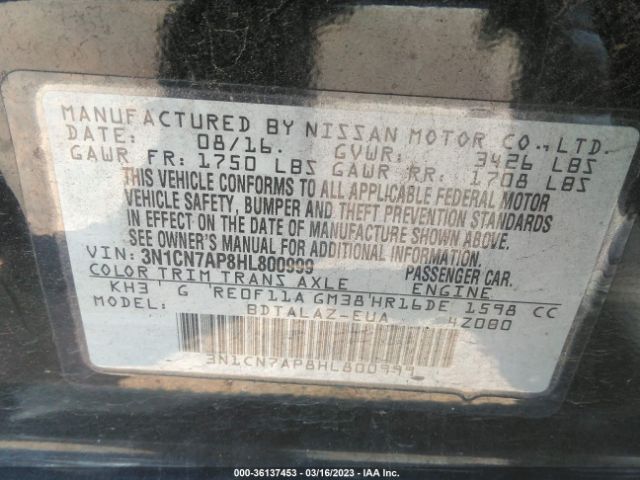 MANUFACTURED BY NISSAN MOTOR CO., LTD.
DATE: 08/16. GVWR: 3426 LBS
GAWR FR: 1750 LBS GAWR RR: 1708 LBS
THIS VEHICLE CONFORMS TO ALL APPLICABLE FEDERAL MOTOR
VEHICLE SAFETY, BUMPER AND THEFT PREVENTION STANDARDS
IN EFFECT ON THE DATE OF MANUFACTURE SHOWN ABOVE.
SEE OWNER'S MANUAL FOR ADDITIONAL INFORMATION.
VIN: 3N1CN7AP8HL800999 PASSENGER CAR.
COLOR TRIM TRANS AXLE ENGINE
KH3 G RE0F11A GM38 HR16DE 1598 CC
MODEL: BDTALAZ-EUA 4Z080
3N1CN7AP8HL800999
© 000-36137453 - 03/16/2023 - IAA Inc.